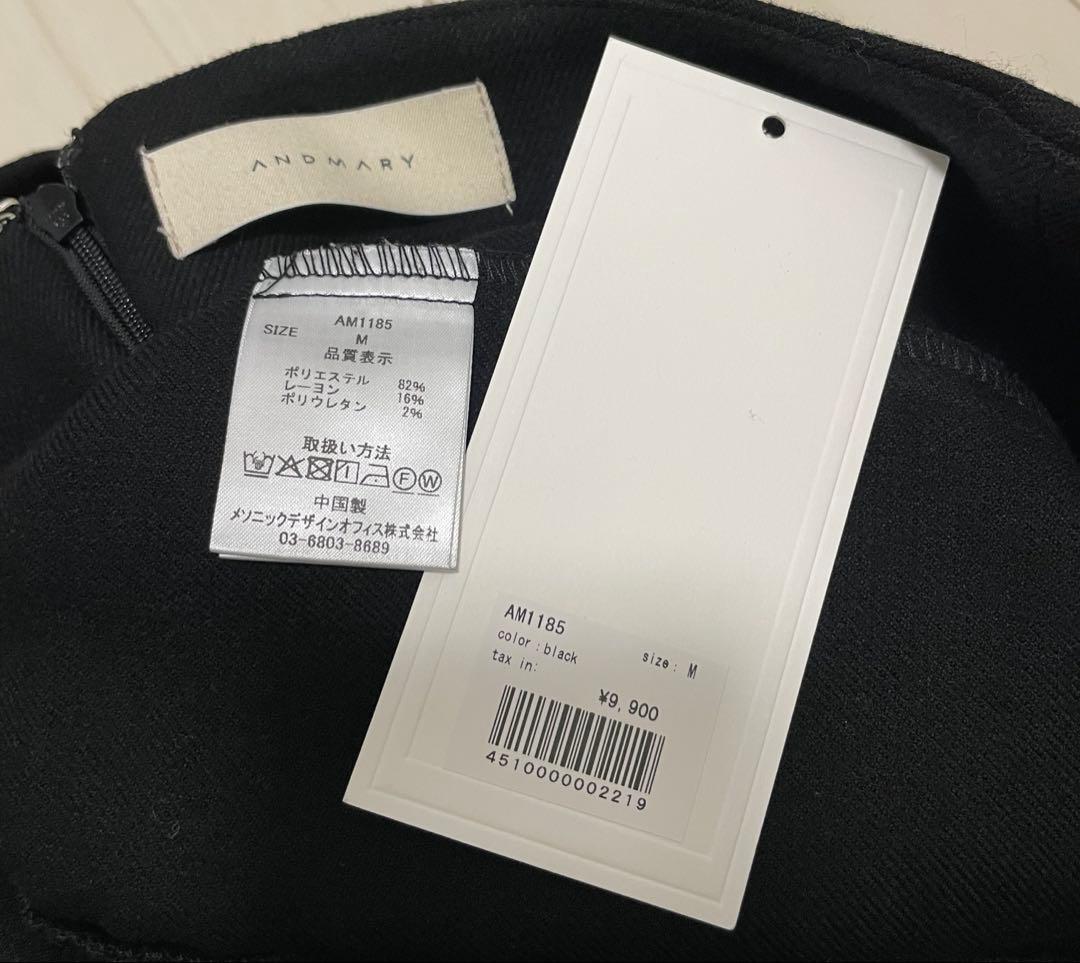 ANDMARY
AM1185
SIZE M
品質表示
ポリエステル 82%
レーヨン 16%
ポリウレタン 2%
取扱い方法
F W
中国製
メソニックデザインオフィス株式会社
03-6803-8689
AM1185
color : black size : M
tax in:
¥9,900
4510000002219